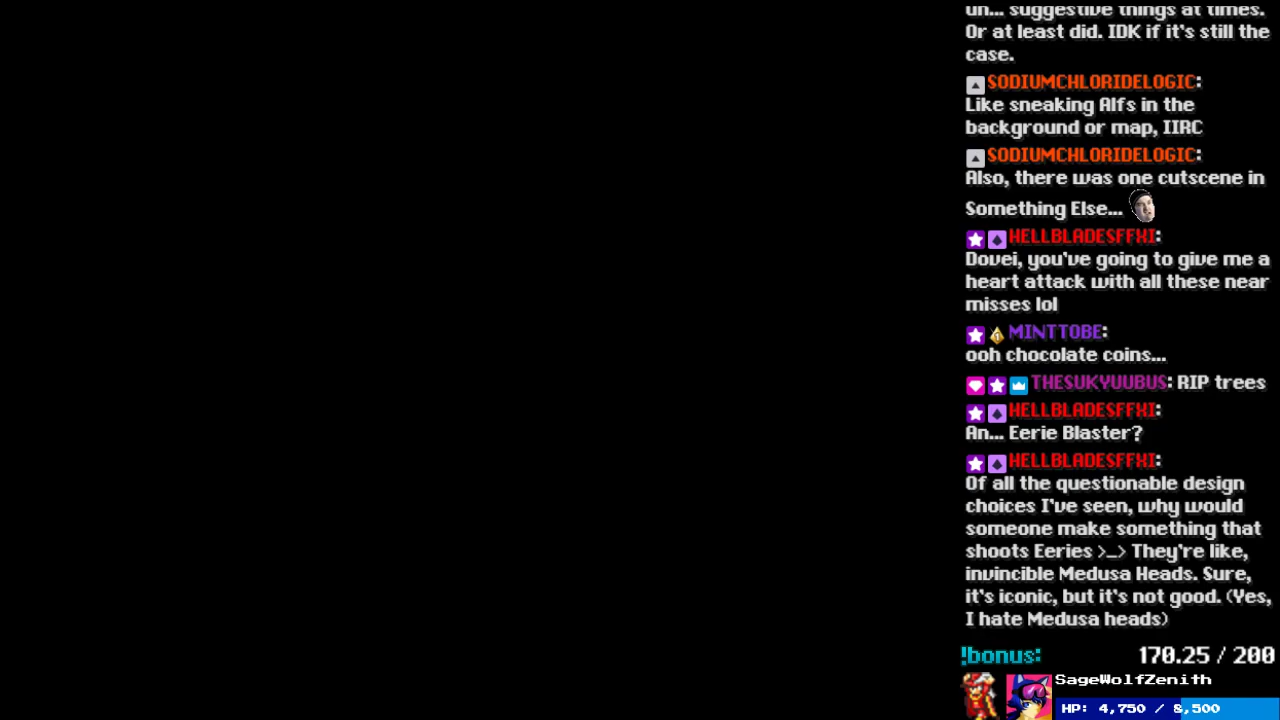 un... suggestive things at times.
Or at least did. IDK if it's still the
case.
SODIUMCHLORIDELOGIC:
Like sneaking Alfs in the
background or map, IIRC
SODIUMCHLORIDELOGIC:
Also, there was one cutscene in
Something Else...
HELLBLADESFFXI:
Dovei, you've going to give me a
heart attack with all these near
misses lol
MINTTOBE:
ooh chocolate coins...
THESUKYUUBUS: RIP trees
HELLBLADESFFXI:
An... Eerie Blaster?
HELLBLADESFFXI:
Of all the questionable design
choices I've seen, why would
someone make something that
shoots Eeries >_> They're like,
invincible Medusa Heads. Sure,
it's iconic, but it's not good. (Yes,
I hate Medusa heads)
!bonus: 170.25 / 200
SageWolfZenith
HP: 4,750 / 8,500